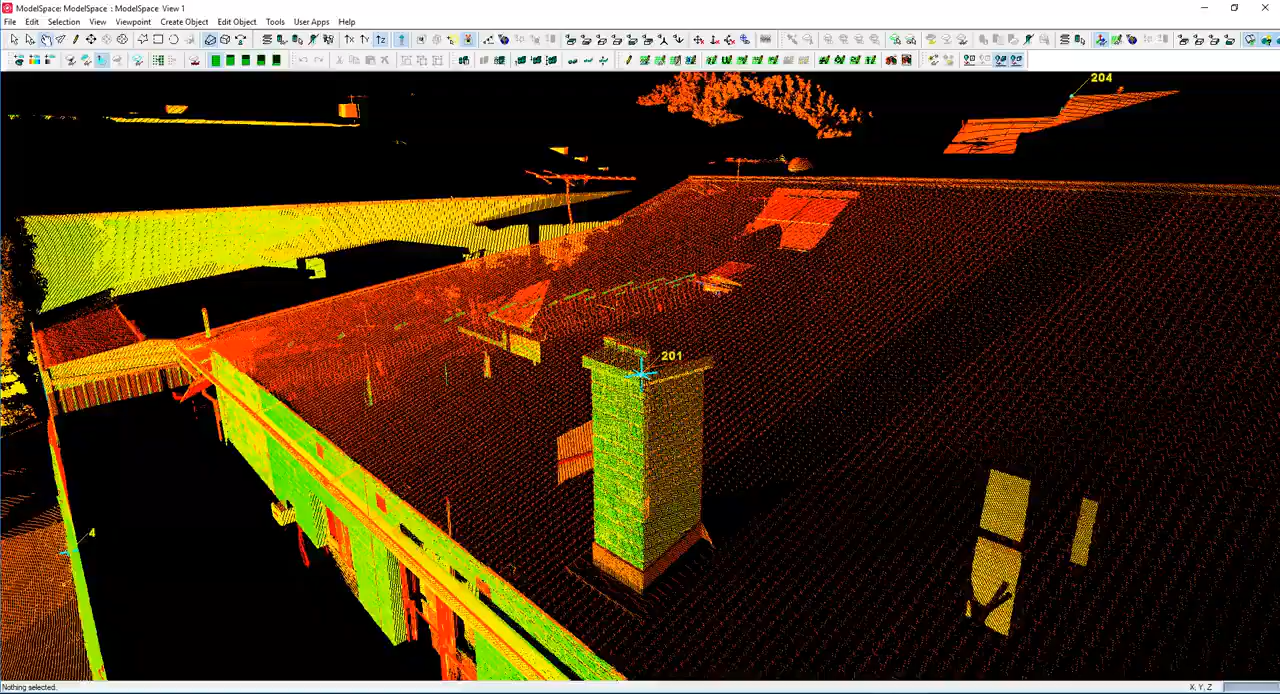 ModelSpace: ModelSpace : ModelSpace View 1
File Edit Selection View Viewpoint Create Object Edit Object Tools User Apps Help
204
201
4
Nothing selected.
X, Y, Z